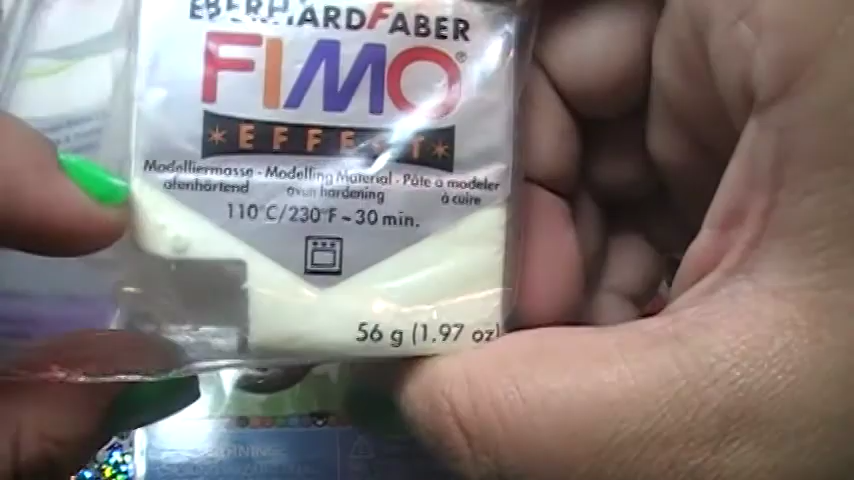 EBERHARDFABER
FIMO®
EFFECT
Modelliermasse · Modelling Material · Pâte à modeler
ofenhärtend oven hardening à cuire
110°C/230°F ~ 30 min.
56 g (1.97 oz)
WARNING